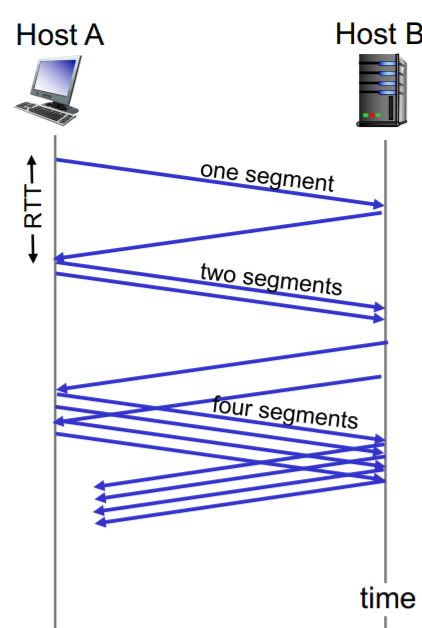 Host A
Host B
RTT
one segment
two segments
four segments
time